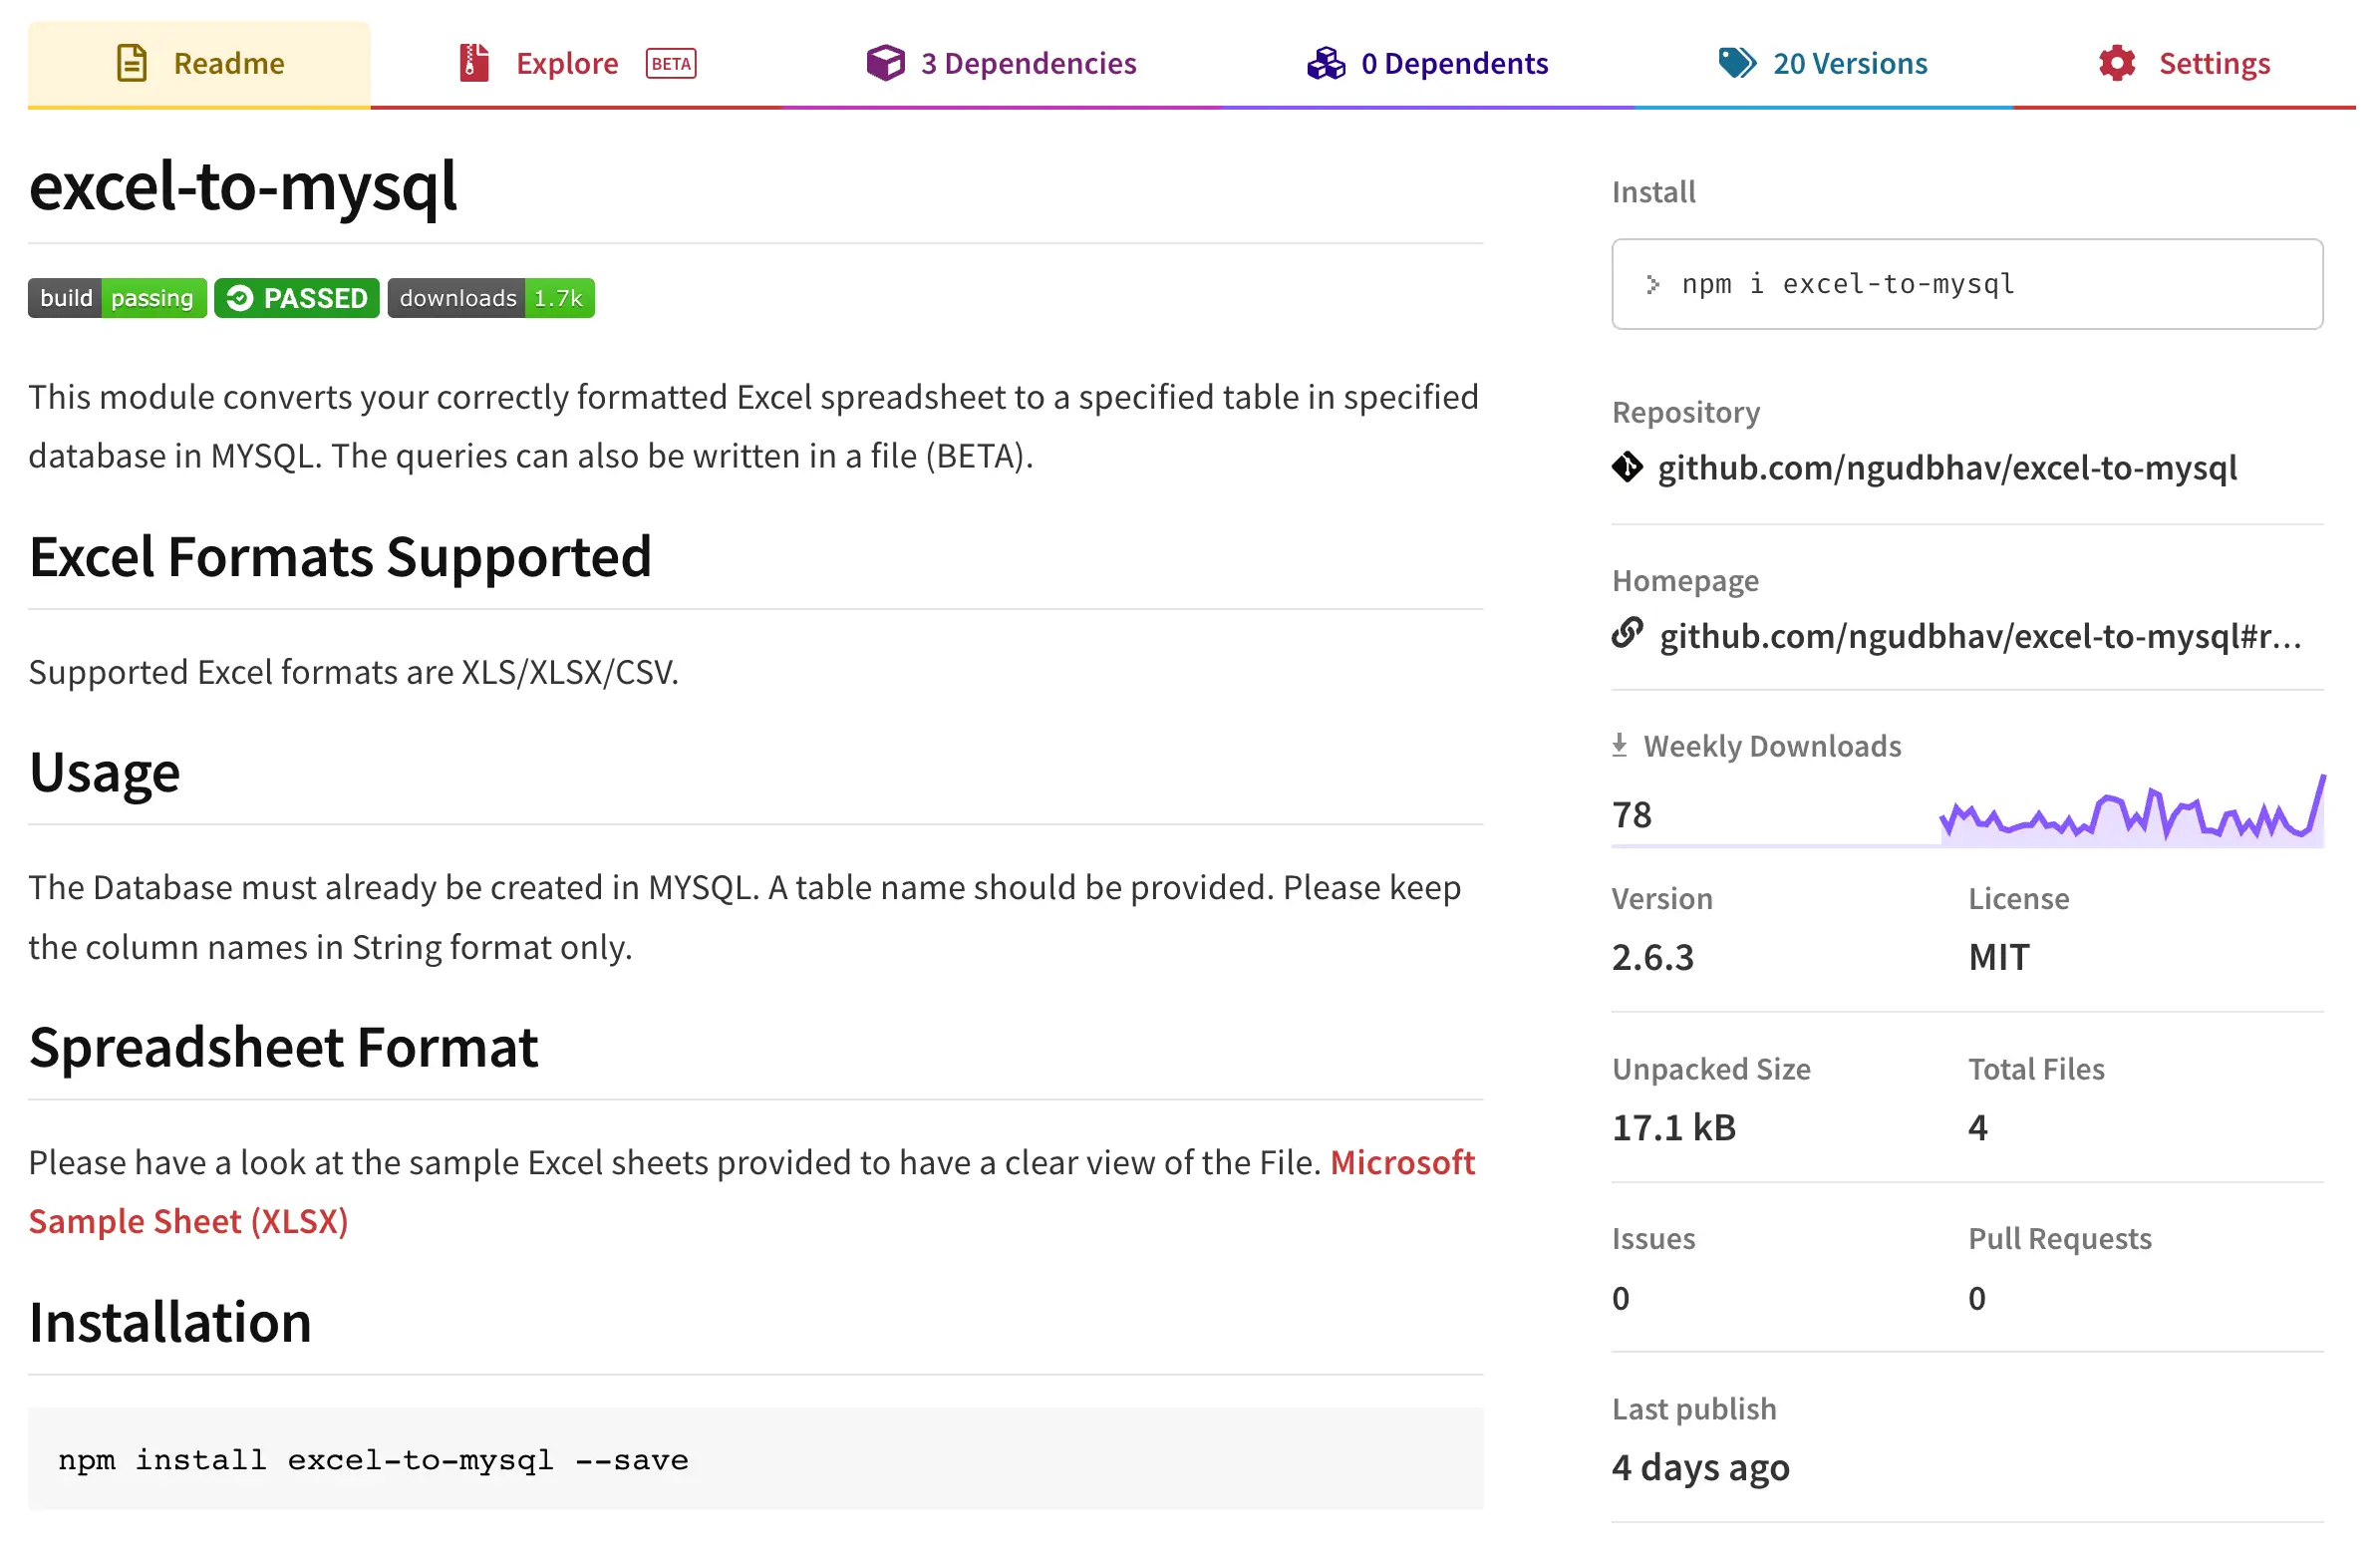 Readme
Explore BETA
3 Dependencies
0 Dependents
20 Versions
Settings
excel-to-mysql
build passing PASSED downloads 1.7k
This module converts your correctly formatted Excel spreadsheet to a specified table in specified
database in MYSQL. The queries can also be written in a file (BETA).
Excel Formats Supported
Supported Excel formats are XLS/XLSX/CSV.
Usage
The Database must already be created in MYSQL. A table name should be provided. Please keep
the column names in String format only.
Spreadsheet Format
Please have a look at the sample Excel sheets provided to have a clear view of the File. Microsoft
Sample Sheet (XLSX)
Installation
npm install excel-to-mysql --save
Install
> npm i excel-to-mysql
Repository
github.com/ngudbhav/excel-to-mysql
Homepage
github.com/ngudbhav/excel-to-mysql#r...
Weekly Downloads
78
Version
2.6.3
License
MIT
Unpacked Size
17.1 kB
Total Files
4
Issues
0
Pull Requests
0
Last publish
4 days ago